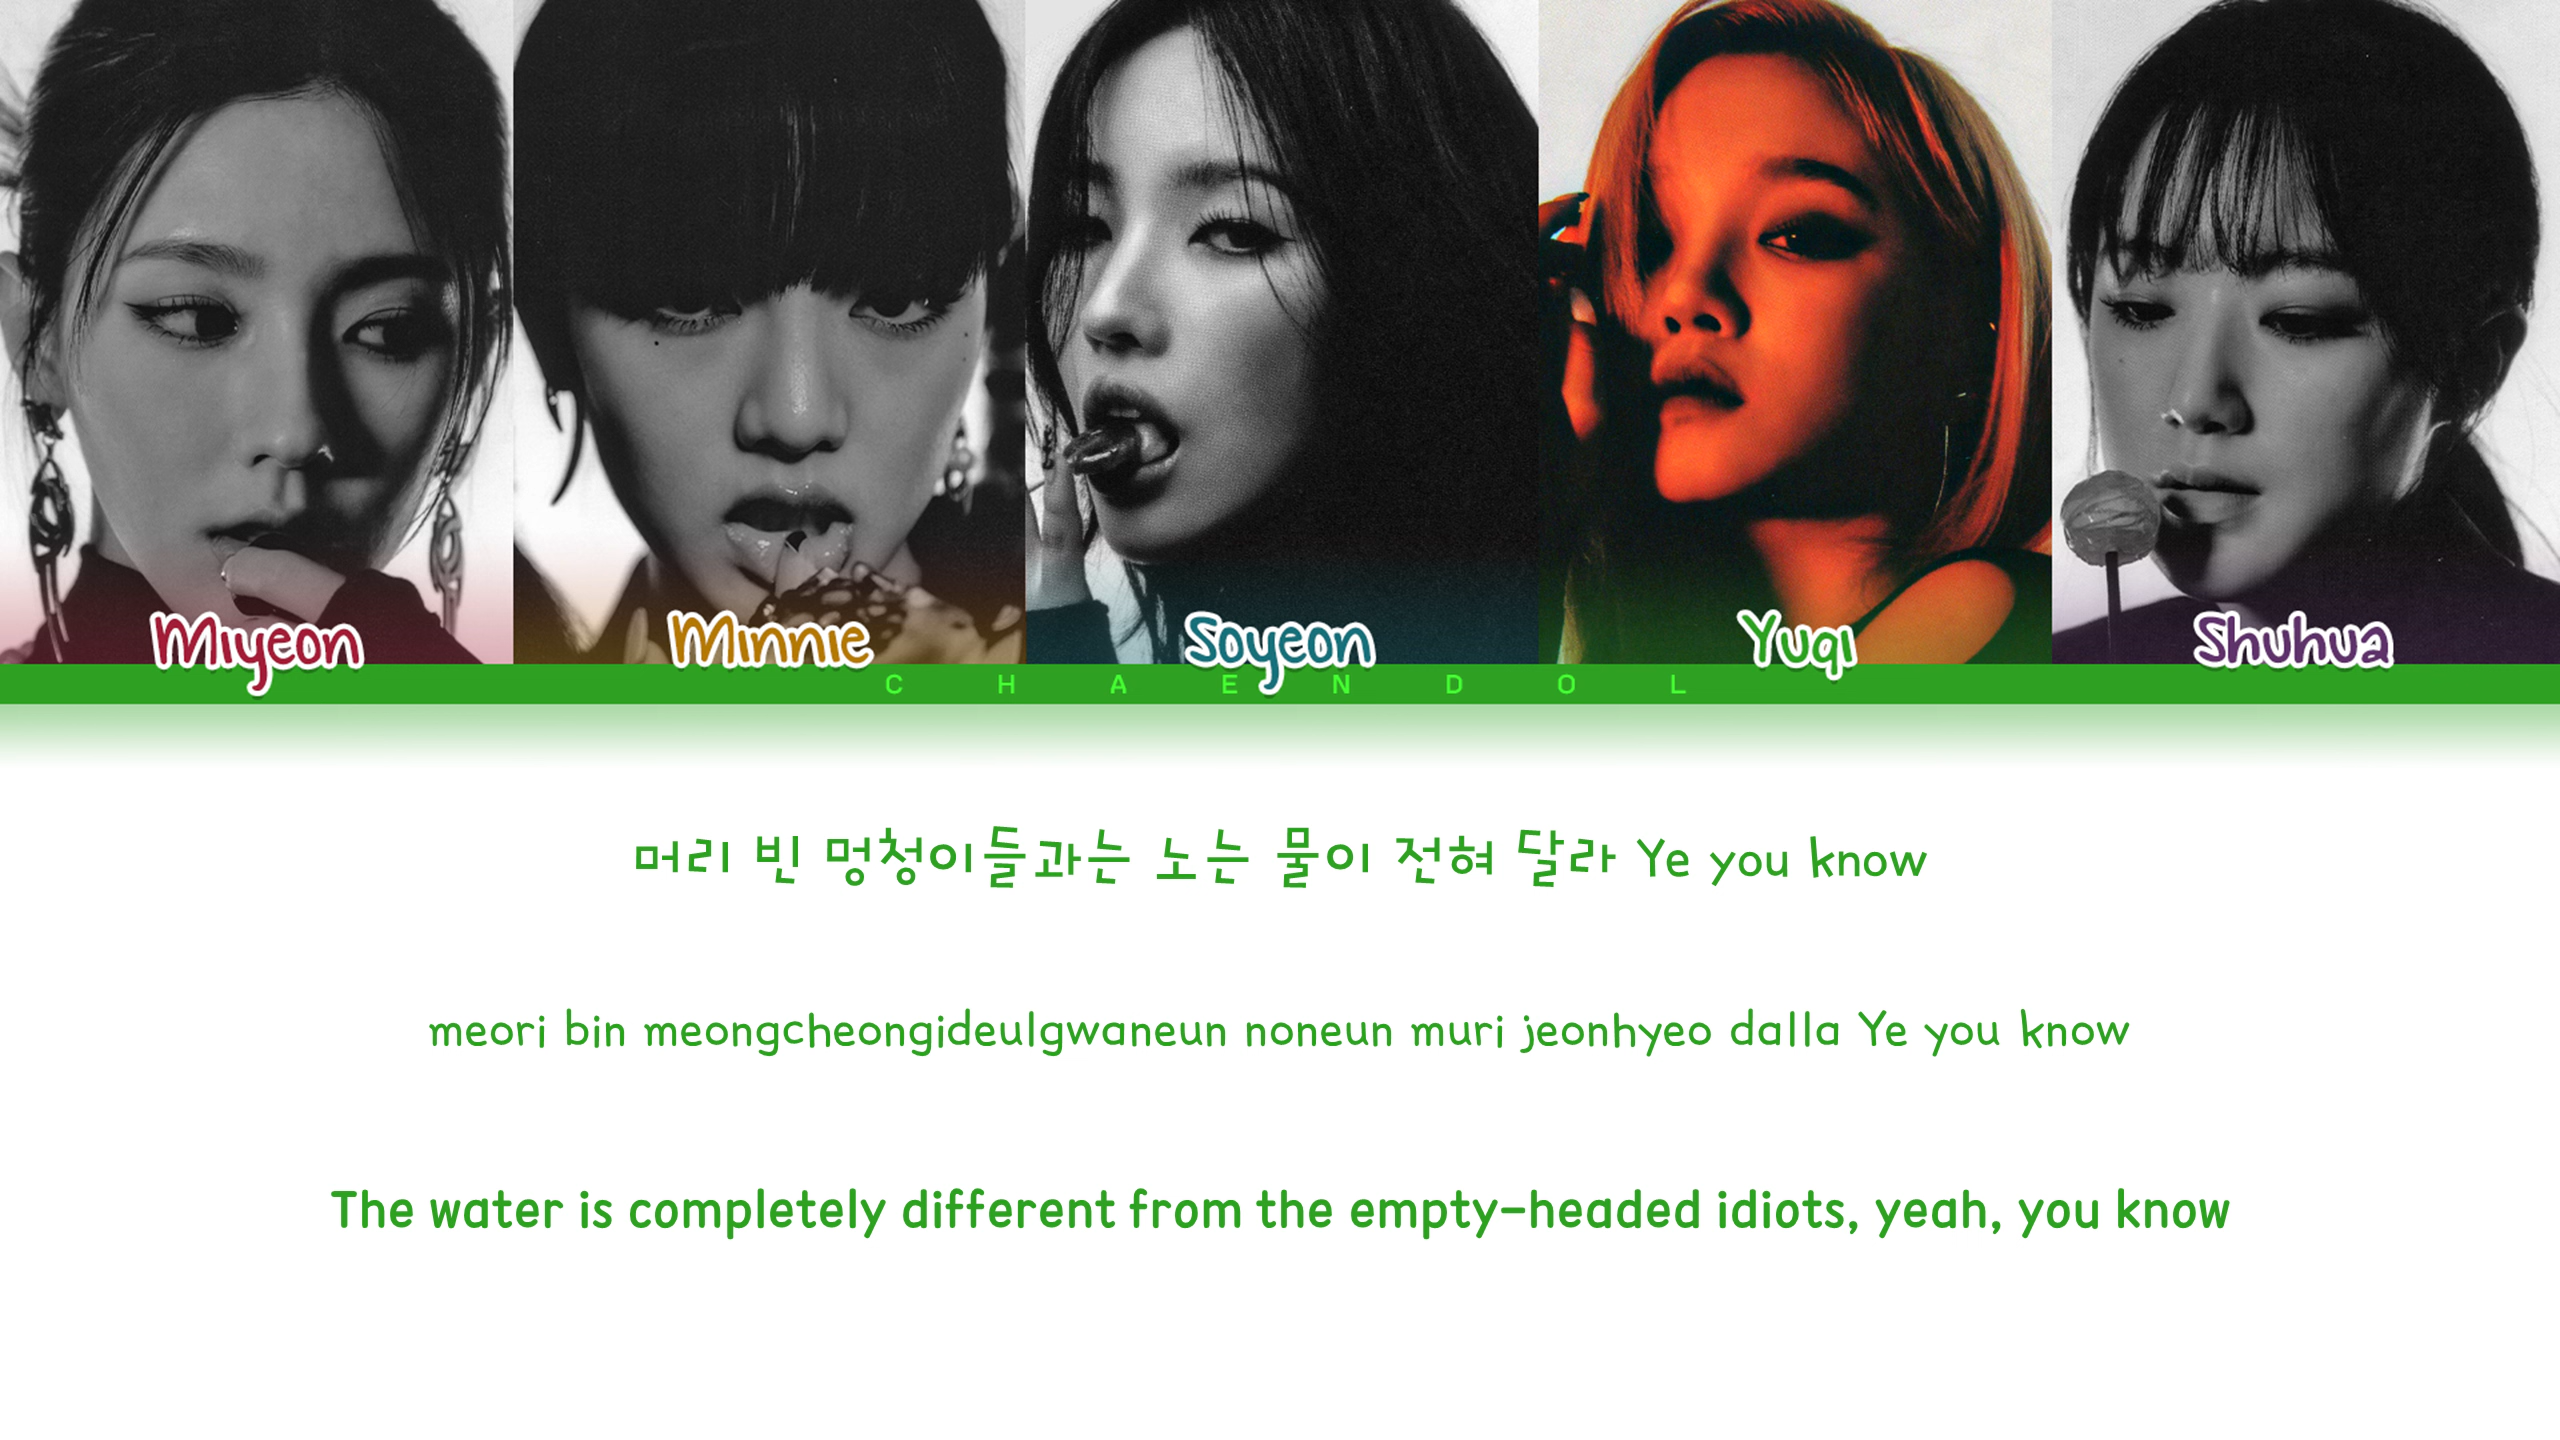 Miyeon
Minnie
Soyeon
Yuqi
Shuhua
CHAENDOL
머리 빈 멍청이들과는 노는 물이 전혀 달라 Ye you know
meori bin meongcheongideulgwaneun noneun muri jeonhyeo dalla Ye you know
The water is completely different from the empty-headed idiots, yeah, you know